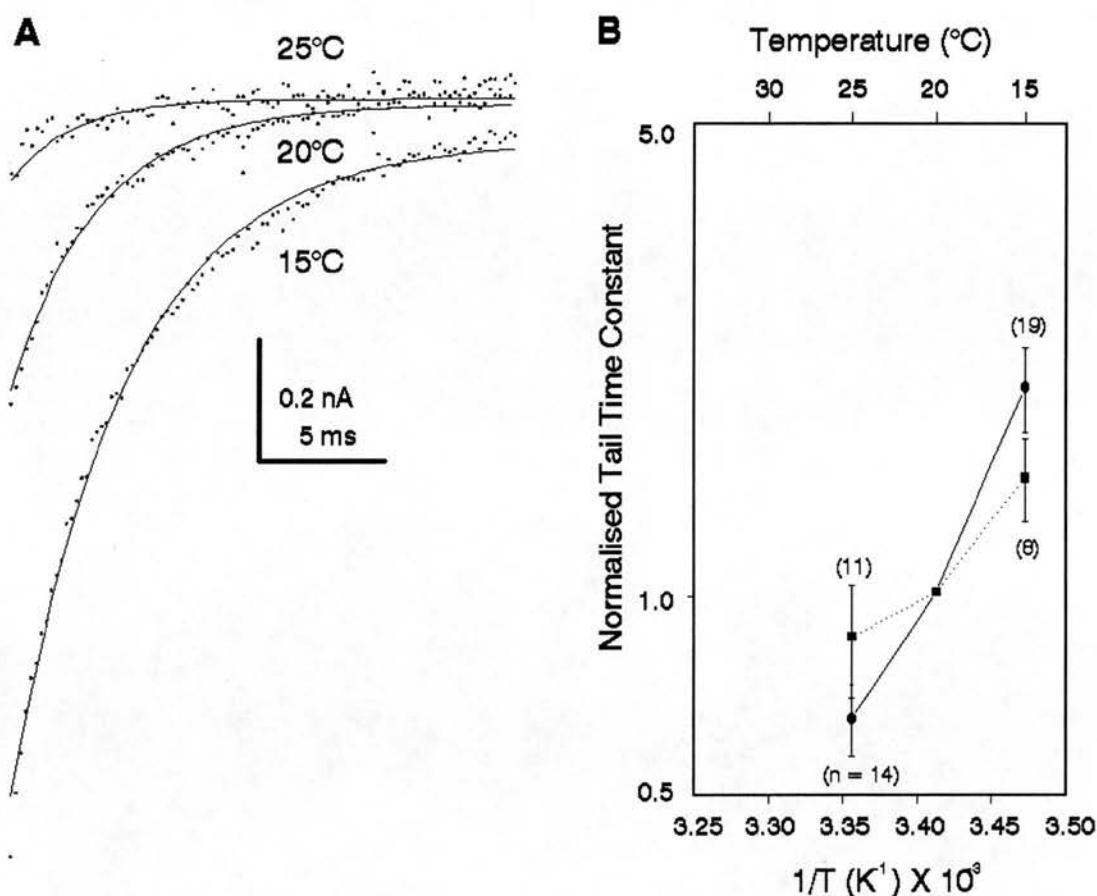 A
25°C
20°C
15°C
0.2 nA
5 ms
B
Temperature (°C)
30 25 20 15
Normalised Tail Time Constant
5.0
1.0
0.5
(19)
(8)
(11)
(n = 14)
3.25 3.30 3.35 3.40 3.45 3.50
1/T (K¹) X 10³